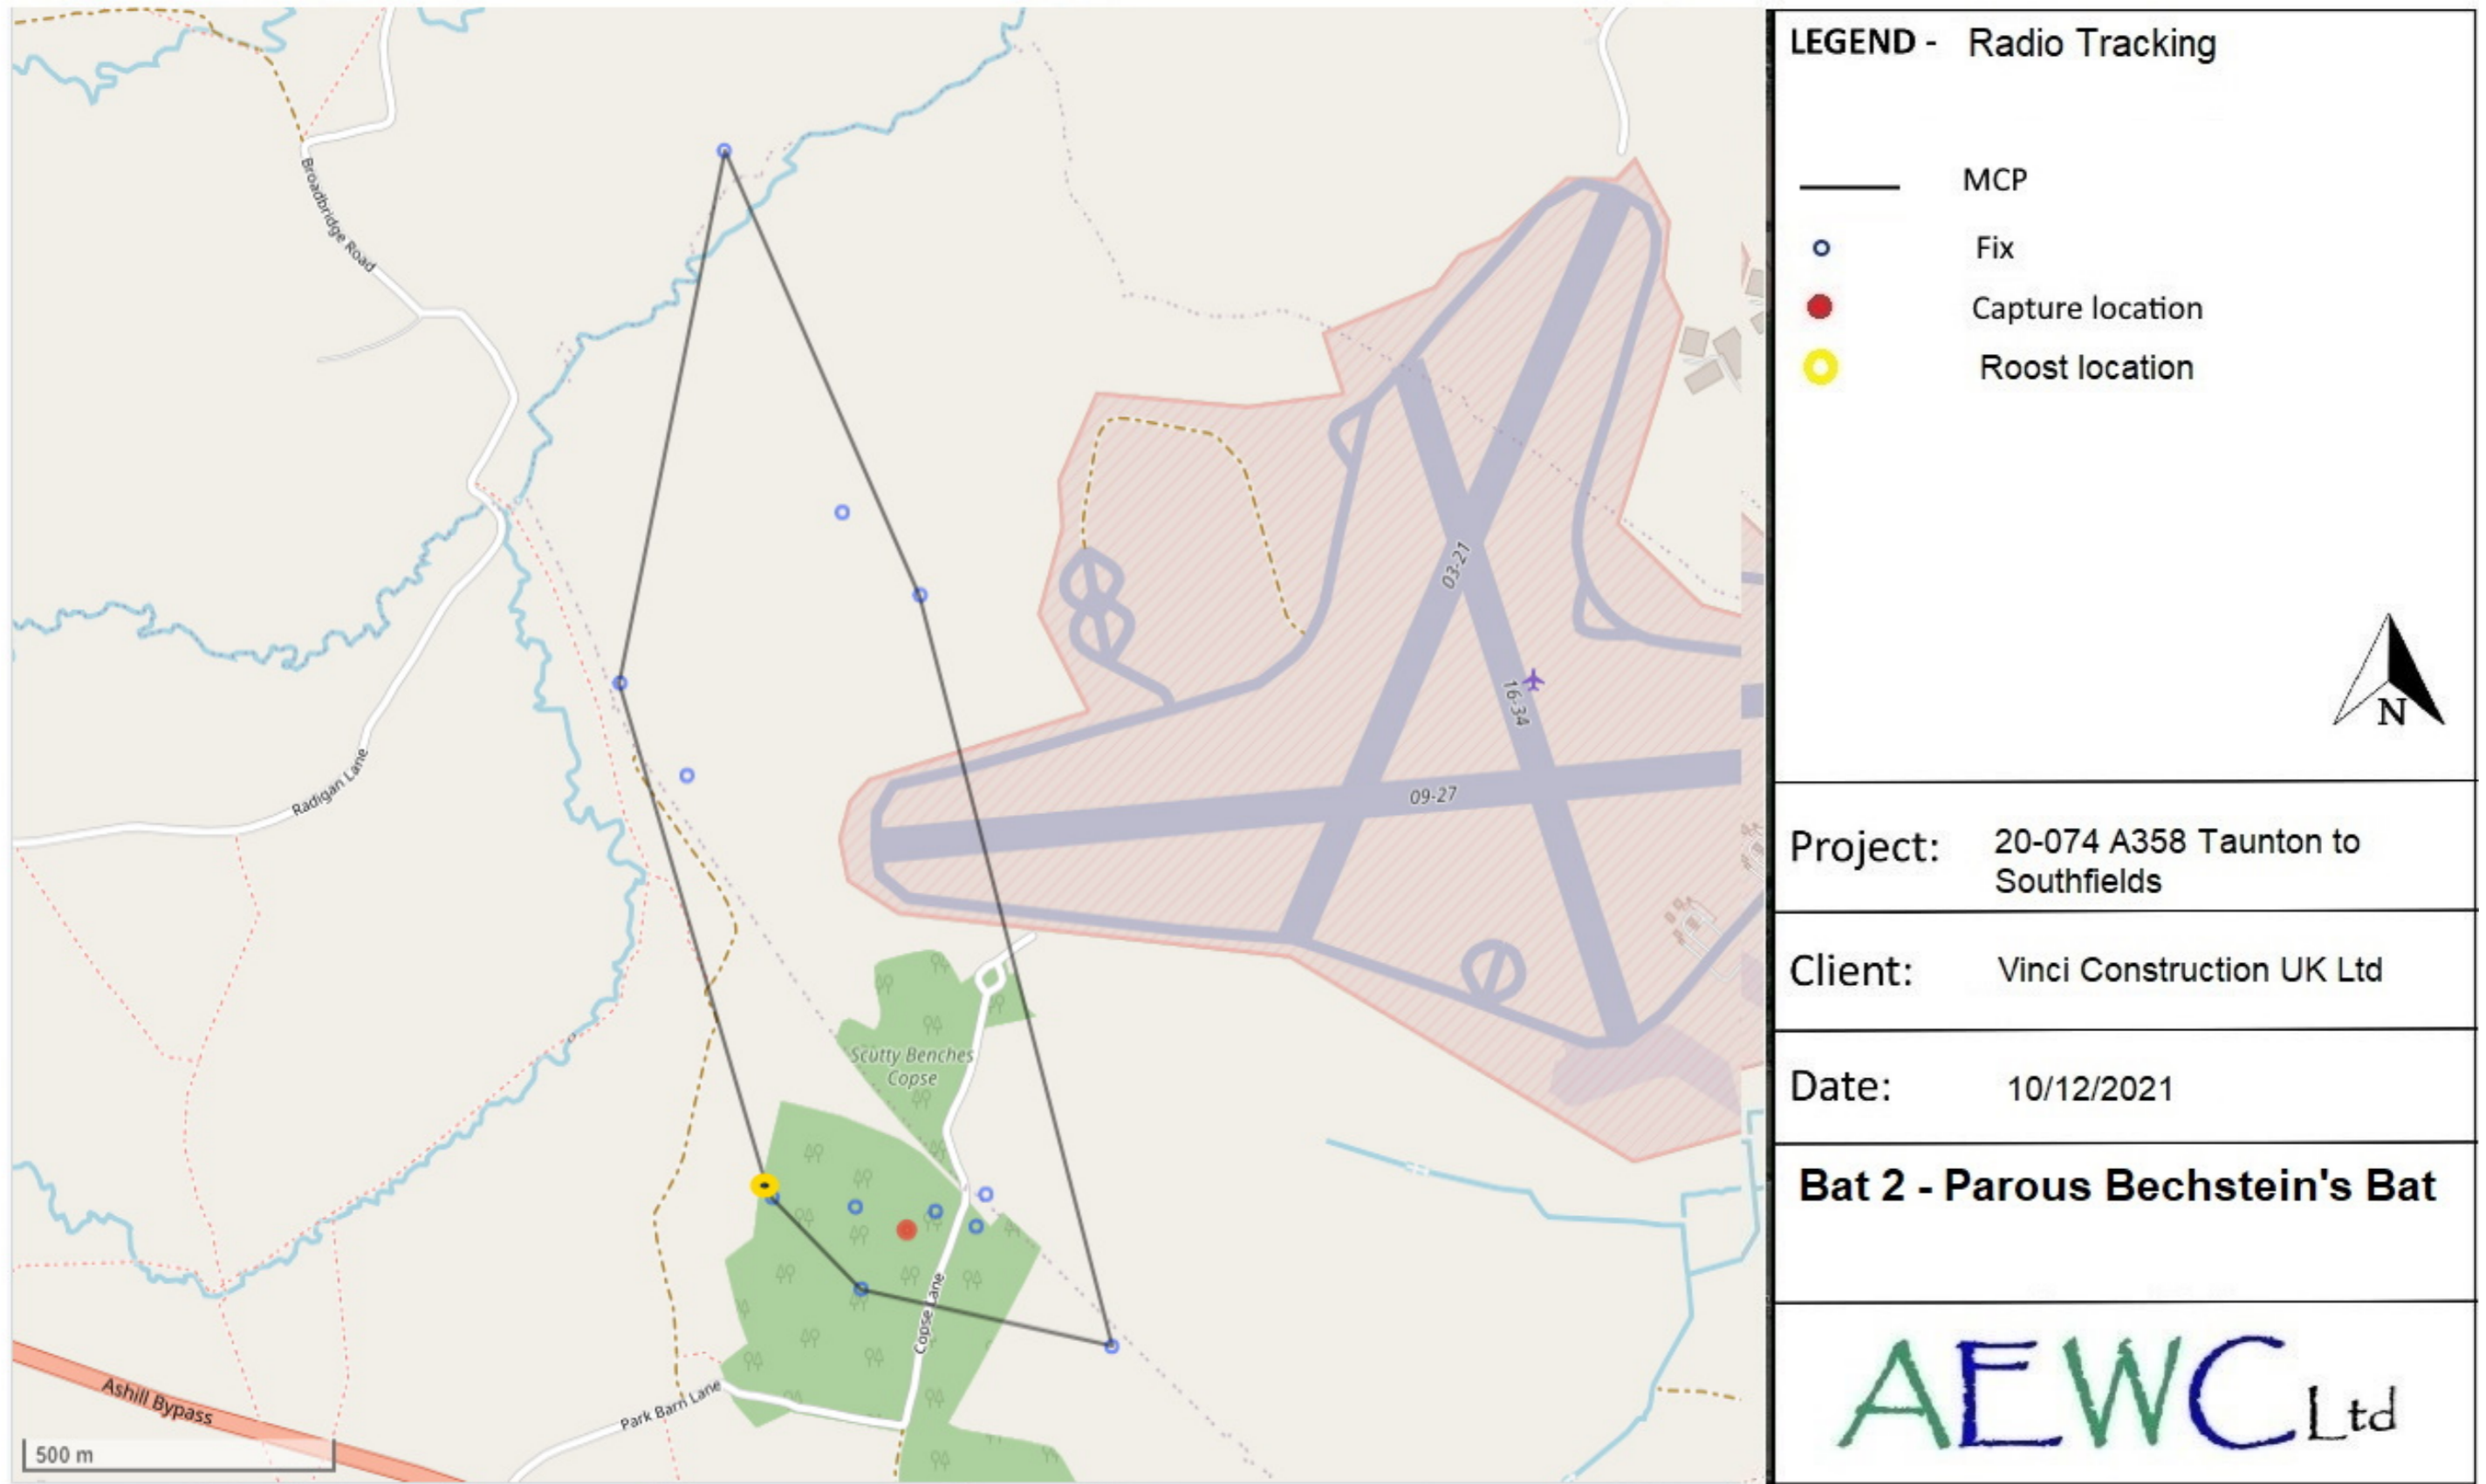 Broadbridge Road
Radigan Lane
03-21
16-34
09-27
Scutty Benches
Copse
Copse Lane
Park Barn Lane
Ashill Bypass
500 m
LEGEND - Radio Tracking
MCP
Fix
Capture location
Roost location
N
Project: 20-074 A358 Taunton to
Southfields
Client: Vinci Construction UK Ltd
Date: 10/12/2021
Bat 2 - Parous Bechstein's Bat
AEWC Ltd